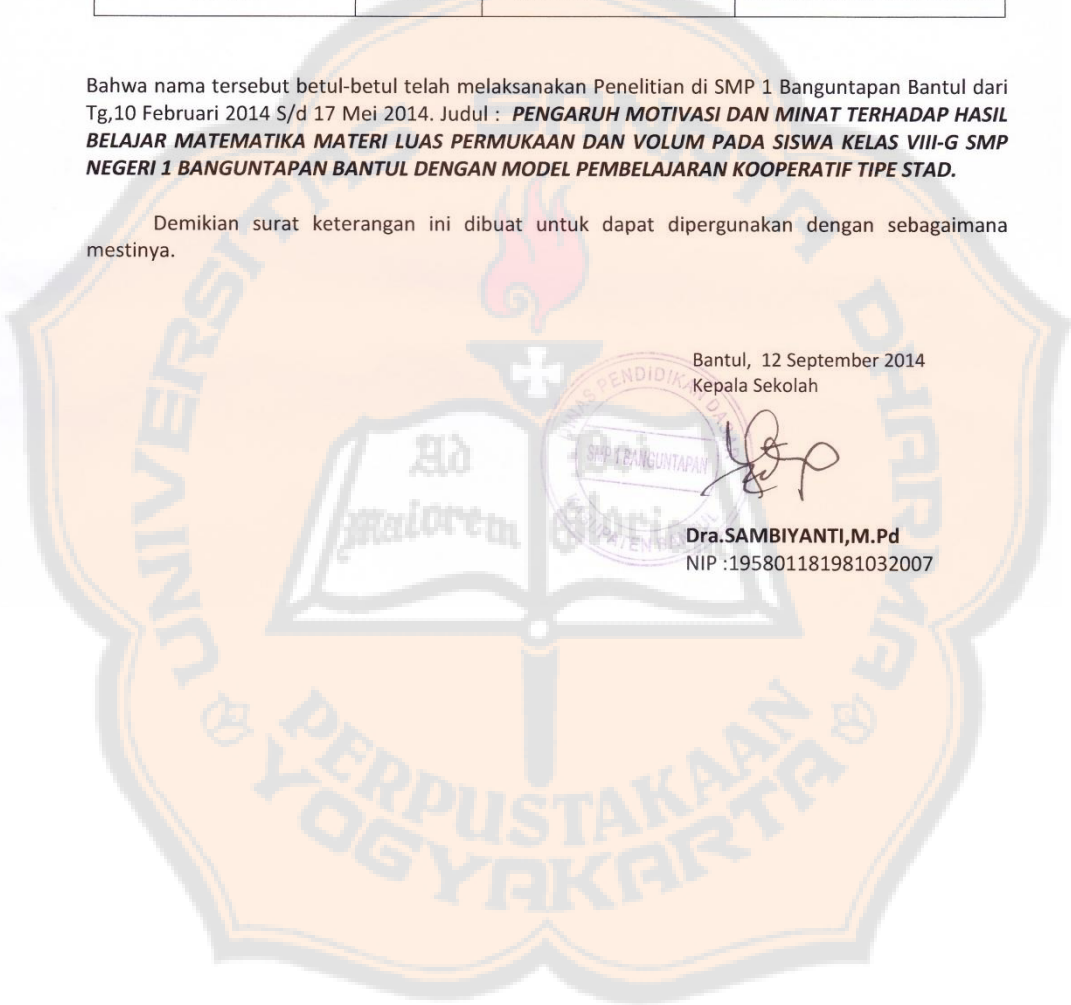 Bahwa nama tersebut betul-betul telah melaksanakan Penelitian di SMP 1 Banguntapan Bantul dari
Tg,10 Februari 2014 S/d 17 Mei 2014. Judul : PENGARUH MOTIVASI DAN MINAT TERHADAP HASIL
BELAJAR MATEMATIKA MATERI LUAS PERMUKAAN DAN VOLUM PADA SISWA KELAS VIII-G SMP
NEGERI 1 BANGUNTAPAN BANTUL DENGAN MODEL PEMBELAJARAN KOOPERATIF TIPE STAD.
Demikian surat keterangan ini dibuat untuk dapat dipergunakan dengan sebagaimana
mestinya.
Bantul, 12 September 2014
Kepala Sekolah
SMP 1 BANGUNTAPAN
Dra.SAMBIYANTI,M.Pd
NIP :195801181981032007
UNIVERSITAS SANATA DHARMA
Ad Dei
maiorem Gloriam
PERPUSTAKAAN
YOGYAKARTA